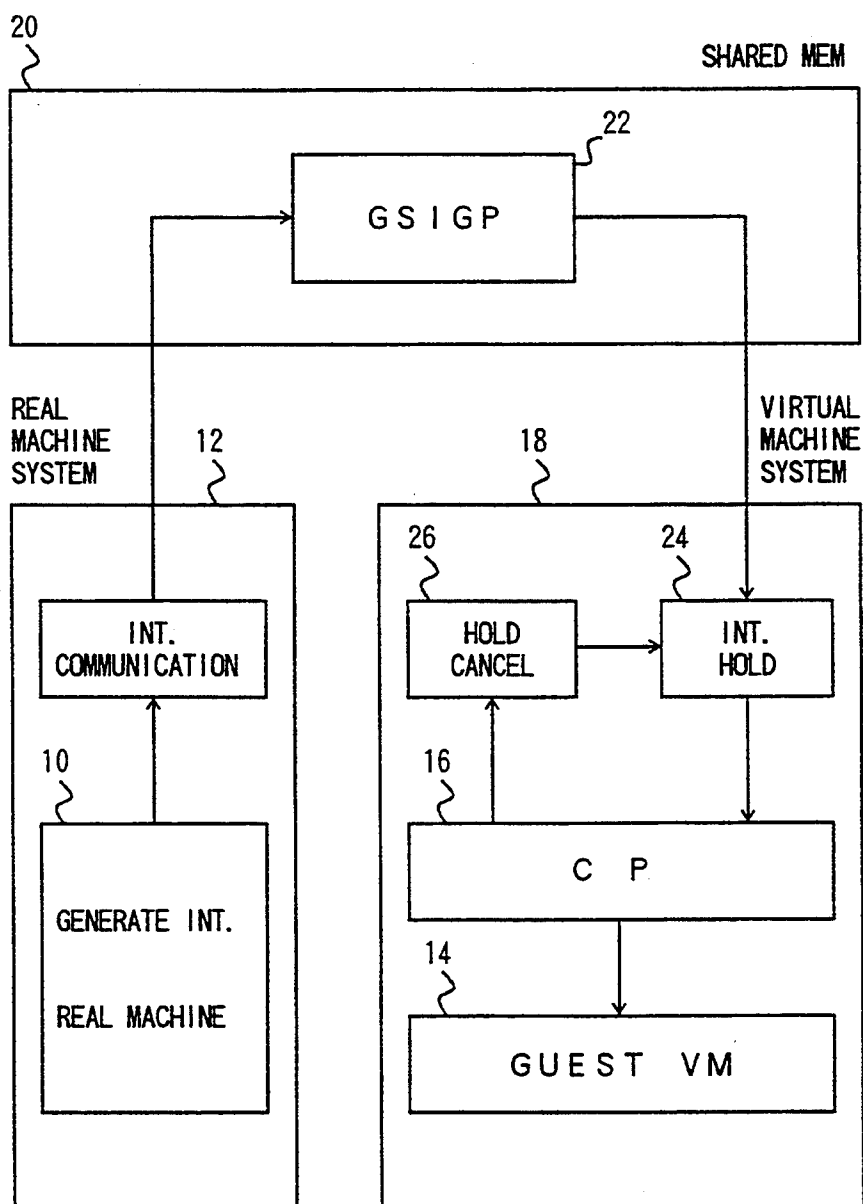 20
SHARED MEM
22
GSIGP
REAL
MACHINE
SYSTEM
12
VIRTUAL
MACHINE
SYSTEM
18
INT.
COMMUNICATION
26
HOLD
CANCEL
24
INT.
HOLD
10
GENERATE INT.
REAL MACHINE
16
CP
14
GUEST VM